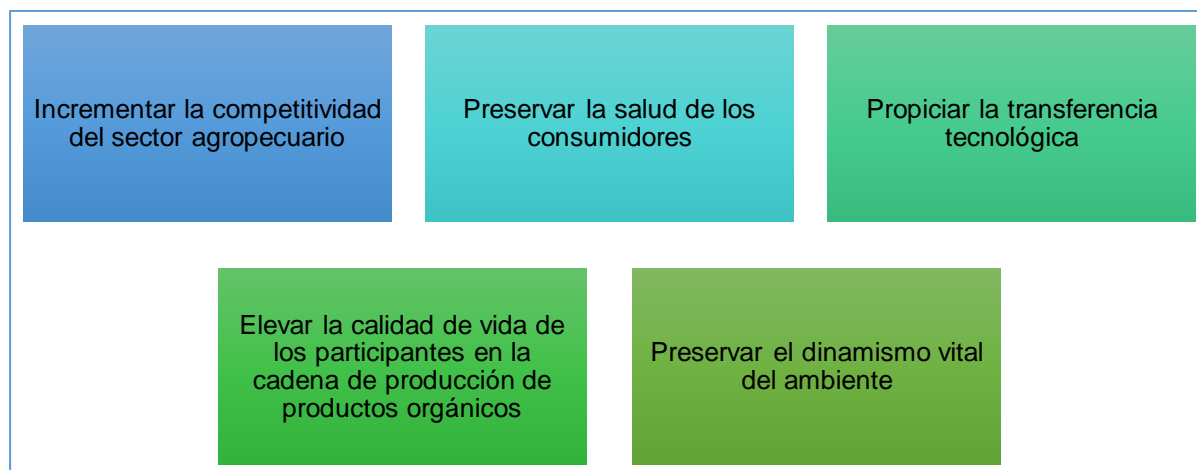 Incrementar la competitividad
del sector agropecuario
Preservar la salud de los
consumidores
Propiciar la transferencia
tecnológica
Elevar la calidad de vida de
los participantes en la
cadena de producción de
productos orgánicos
Preservar el dinamismo vital
del ambiente